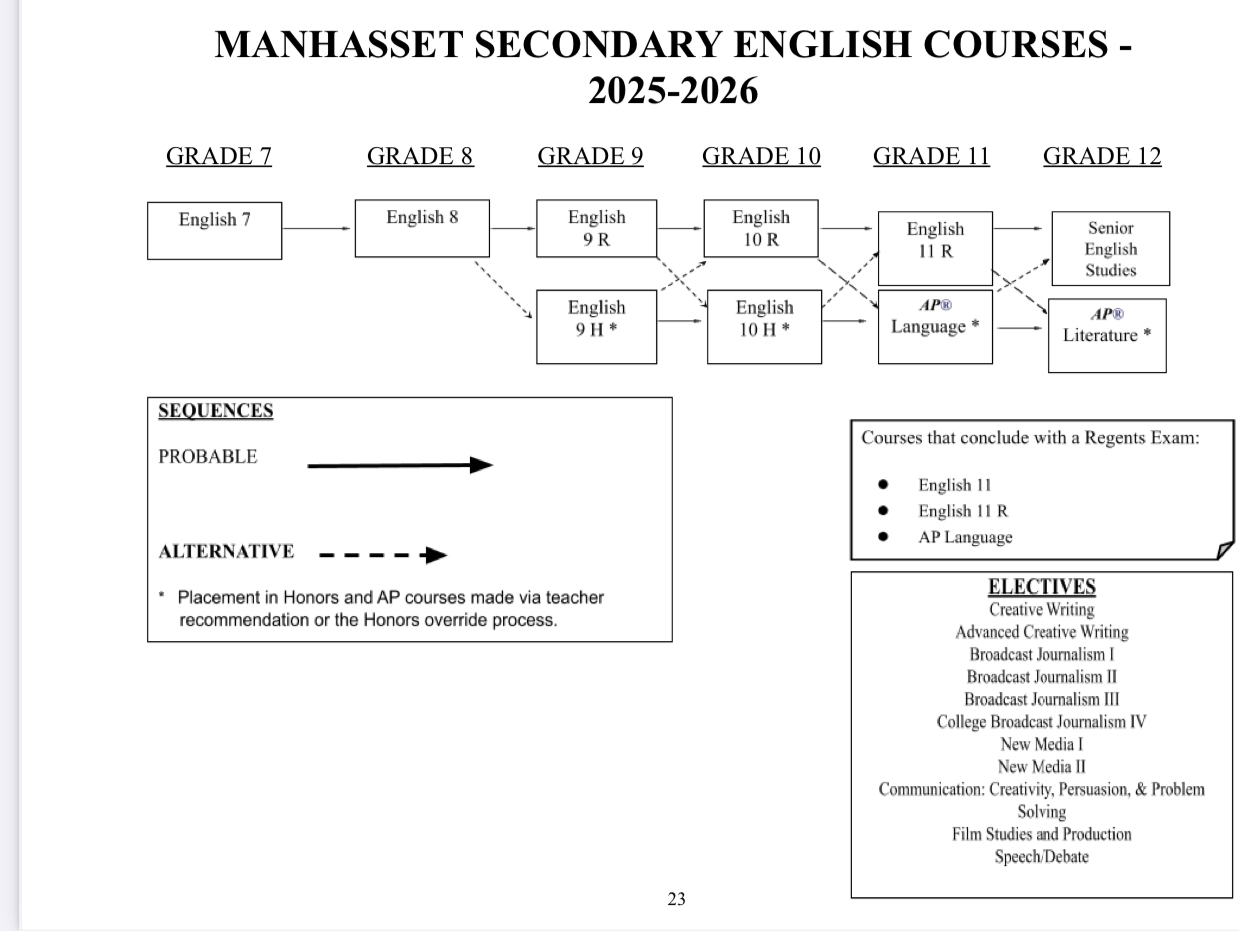 MANHASSET SECONDARY ENGLISH COURSES -
2025-2026
GRADE 7
GRADE 8
GRADE 9
GRADE 10
GRADE 11
GRADE 12
English 7
English 8
English
9 R
English
10 R
English
11 R
Senior
English
Studies
English
9 H *
English
10 H *
AP®
Language *
AP®
Literature *
SEQUENCES
PROBABLE
ALTERNATIVE
* Placement in Honors and AP courses made via teacher
recommendation or the Honors override process.
Courses that conclude with a Regents Exam:
● English 11
● English 11 R
● AP Language
ELECTIVES
Creative Writing
Advanced Creative Writing
Broadcast Journalism I
Broadcast Journalism II
Broadcast Journalism III
College Broadcast Journalism IV
New Media I
New Media II
Communication: Creativity, Persuasion, & Problem
Solving
Film Studies and Production
Speech/Debate
23